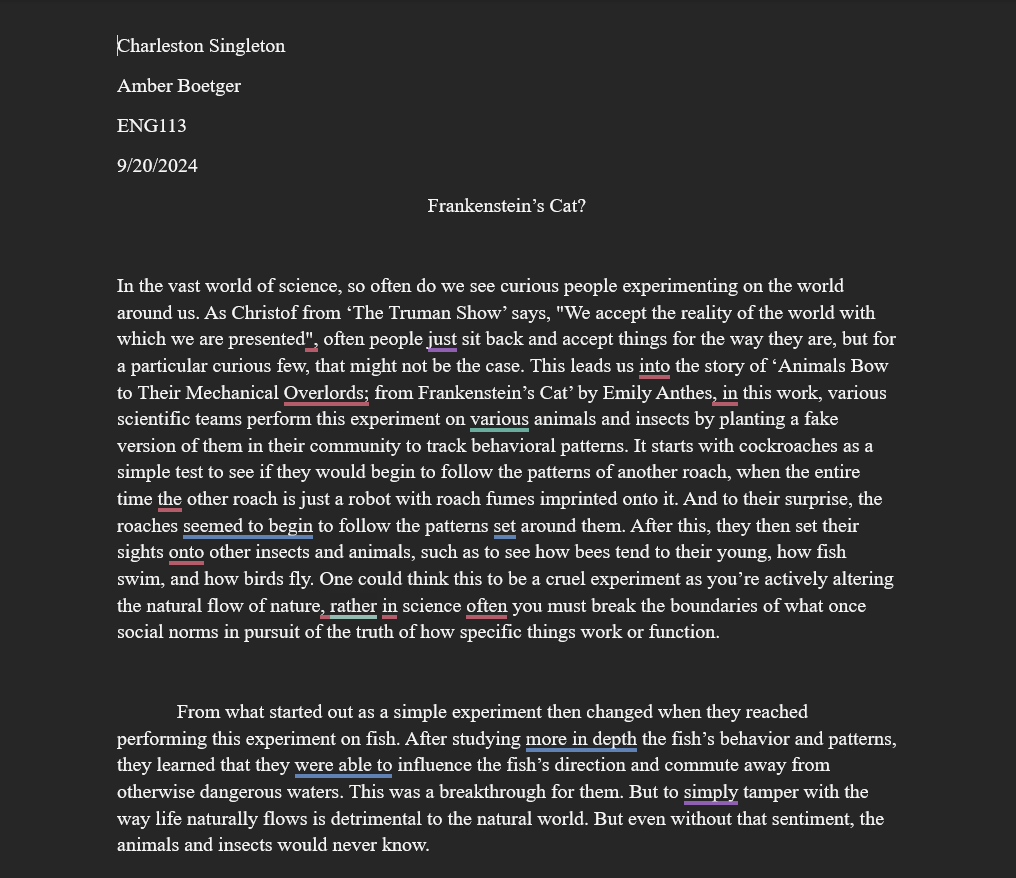 Charleston Singleton
Amber Boetger
ENG113
9/20/2024
Frankenstein’s Cat?
In the vast world of science, so often do we see curious people experimenting on the world
around us. As Christof from ‘The Truman Show’ says, "We accept the reality of the world with
which we are presented", often people just sit back and accept things for the way they are, but for
a particular curious few, that might not be the case. This leads us into the story of ‘Animals Bow
to Their Mechanical Overlords; from Frankenstein’s Cat’ by Emily Anthes, in this work, various
scientific teams perform this experiment on various animals and insects by planting a fake
version of them in their community to track behavioral patterns. It starts with cockroaches as a
simple test to see if they would begin to follow the patterns of another roach, when the entire
time the other roach is just a robot with roach fumes imprinted onto it. And to their surprise, the
roaches seemed to begin to follow the patterns set around them. After this, they then set their
sights onto other insects and animals, such as to see how bees tend to their young, how fish
swim, and how birds fly. One could think this to be a cruel experiment as you’re actively altering
the natural flow of nature, rather in science often you must break the boundaries of what once
social norms in pursuit of the truth of how specific things work or function.
From what started out as a simple experiment then changed when they reached
performing this experiment on fish. After studying more in depth the fish’s behavior and patterns,
they learned that they were able to influence the fish’s direction and commute away from
otherwise dangerous waters. This was a breakthrough for them. But to simply tamper with the
way life naturally flows is detrimental to the natural world. But even without that sentiment, the
animals and insects would never know.